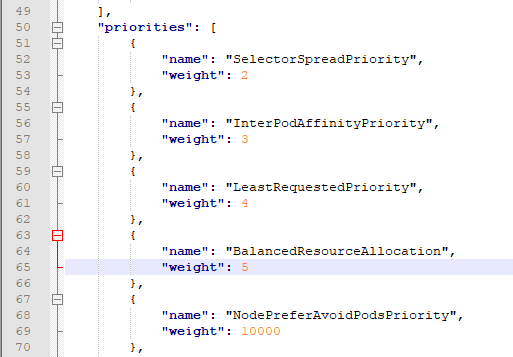 49 ],
50 "priorities": [
51 {
52 "name": "SelectorSpreadPriority",
53 "weight": 2
54 },
55 {
56 "name": "InterPodAffinityPriority",
57 "weight": 3
58 },
59 {
60 "name": "LeastRequestedPriority",
61 "weight": 4
62 },
63 {
64 "name": "BalancedResourceAllocation",
65 "weight": 5
66 },
67 {
68 "name": "NodePreferAvoidPodsPriority",
69 "weight": 10000
70 },